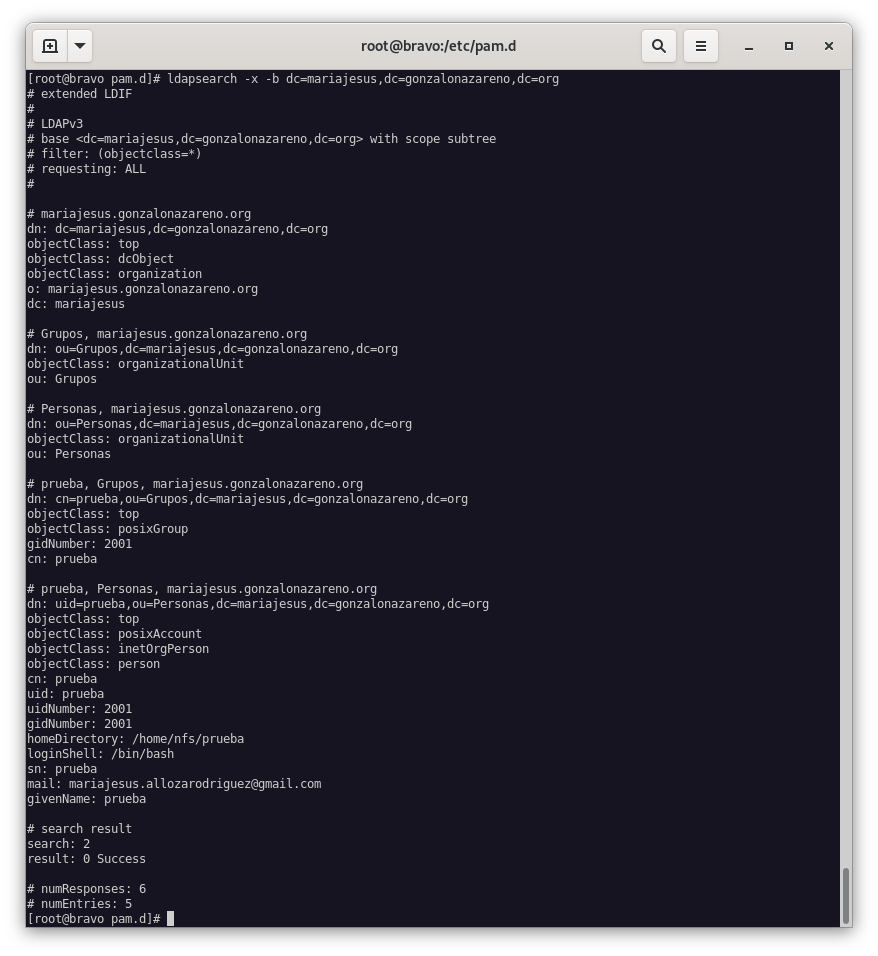 root@bravo:/etc/pam.d
[root@bravo pam.d]# ldapsearch -x -b dc=mariajesus,dc=gonzalonazareno,dc=org
# extended LDIF
#
# LDAPv3
# base <dc=mariajesus,dc=gonzalonazareno,dc=org> with scope subtree
# filter: (objectclass=*)
# requesting: ALL
#

# mariajesus.gonzalonazareno.org
dn: dc=mariajesus,dc=gonzalonazareno,dc=org
objectClass: top
objectClass: dcObject
objectClass: organization
o: mariajesus.gonzalonazareno.org
dc: mariajesus

# Grupos, mariajesus.gonzalonazareno.org
dn: ou=Grupos,dc=mariajesus,dc=gonzalonazareno,dc=org
objectClass: organizationalUnit
ou: Grupos

# Personas, mariajesus.gonzalonazareno.org
dn: ou=Personas,dc=mariajesus,dc=gonzalonazareno,dc=org
objectClass: organizationalUnit
ou: Personas

# prueba, Grupos, mariajesus.gonzalonazareno.org
dn: cn=prueba,ou=Grupos,dc=mariajesus,dc=gonzalonazareno,dc=org
objectClass: top
objectClass: posixGroup
gidNumber: 2001
cn: prueba

# prueba, Personas, mariajesus.gonzalonazareno.org
dn: uid=prueba,ou=Personas,dc=mariajesus,dc=gonzalonazareno,dc=org
objectClass: top
objectClass: posixAccount
objectClass: inetOrgPerson
objectClass: person
cn: prueba
uid: prueba
uidNumber: 2001
gidNumber: 2001
homeDirectory: /home/nfs/prueba
loginShell: /bin/bash
sn: prueba
mail: mariajesus.allozarodriguez@gmail.com
givenName: prueba

# search result
search: 2
result: 0 Success

# numResponses: 6
# numEntries: 5
[root@bravo pam.d]#